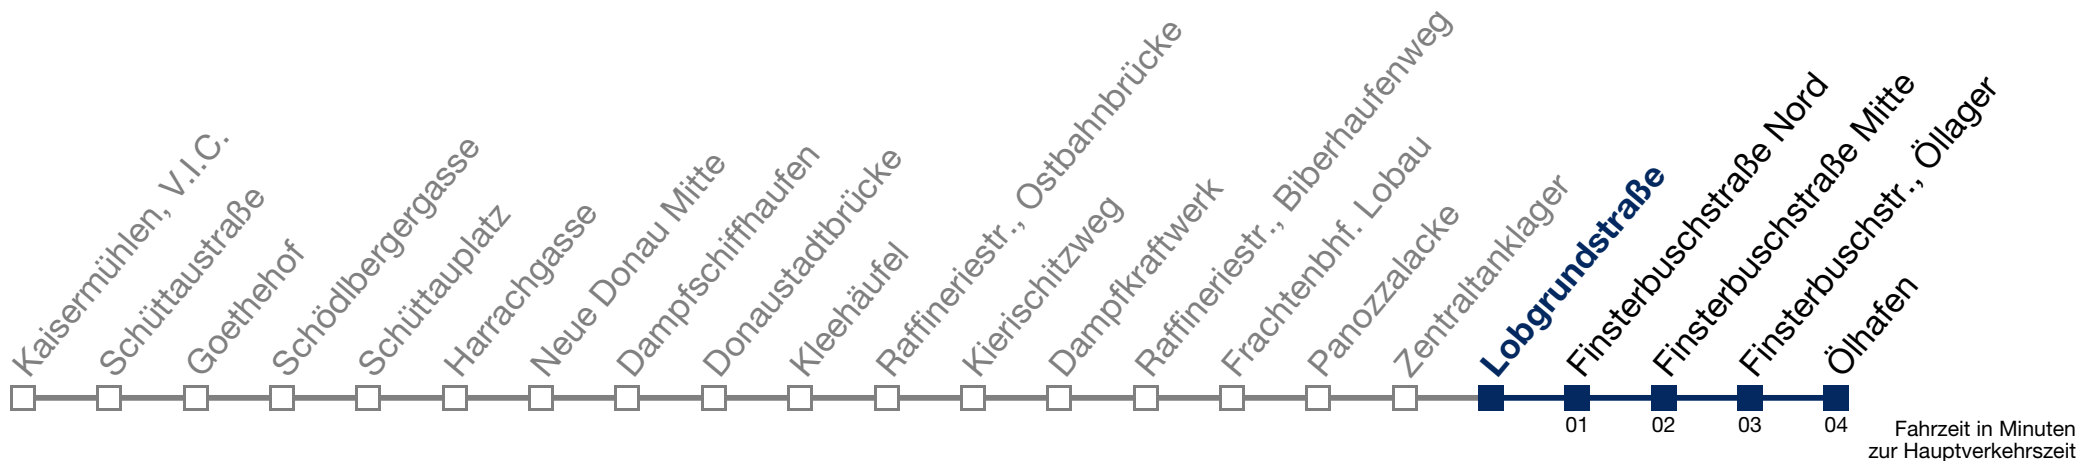 Kaisermühlen, V.I.C.
Schüttaustraße
Goethehof
Schödlbergergasse
Schüttauplatz
Harrachgasse
Neue Donau Mitte
Dampfschiffhaufen
Donaustadtbrücke
Kleehäufel
Raffineriestr., Ostbahnbrücke
Kierischitzweg
Dampfkraftwerk
Raffineriestr., Biberhaufenweg
Frachtenbhf. Lobau
Panozzalacke
Zentraltanklager
Lobgrundstraße
Finsterbuschstraße Nord
Finsterbuschstraße Mitte
Finsterbuschstr., Öllager
Ölhafen
01
02
03
04
Fahrzeit in Minuten
zur Hauptverkehrszeit